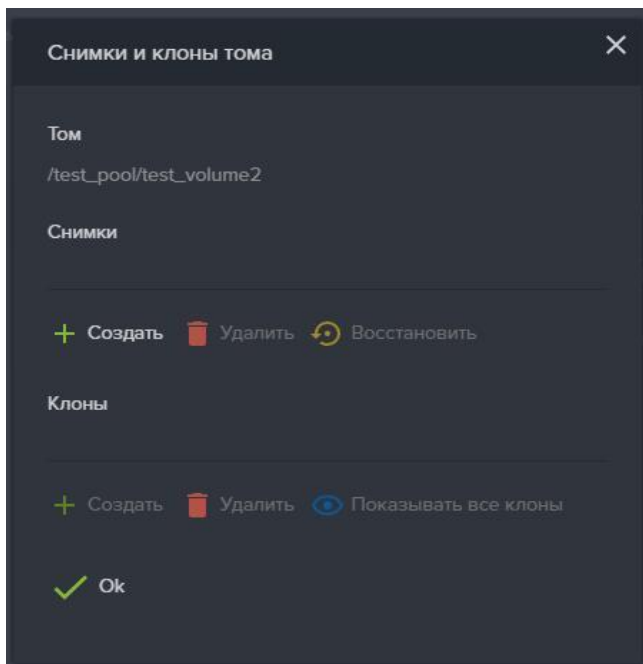 Снимки и клоны тома
Том
/test_pool/test_volume2
Снимки
Создать Удалить Восстановить
Клоны
Создать Удалить Показывать все клоны
Ok